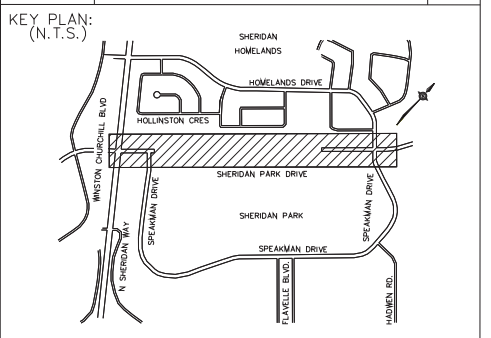 KEY PLAN:
(N.T.S.)
SHERIDAN
HOMELANDS
HOMELANDS DRIVE
HOLLINSTON CRES
WINSTON CHURCHILL BLVD
SHERIDAN PARK DRIVE
SPEAKMAN DRIVE
SPEAKMAN DRIVE
SHERIDAN PARK
N SHERIDAN WAY
SPEAKMAN DRIVE
FLAVELLE BLVD.
HADWEN RD.